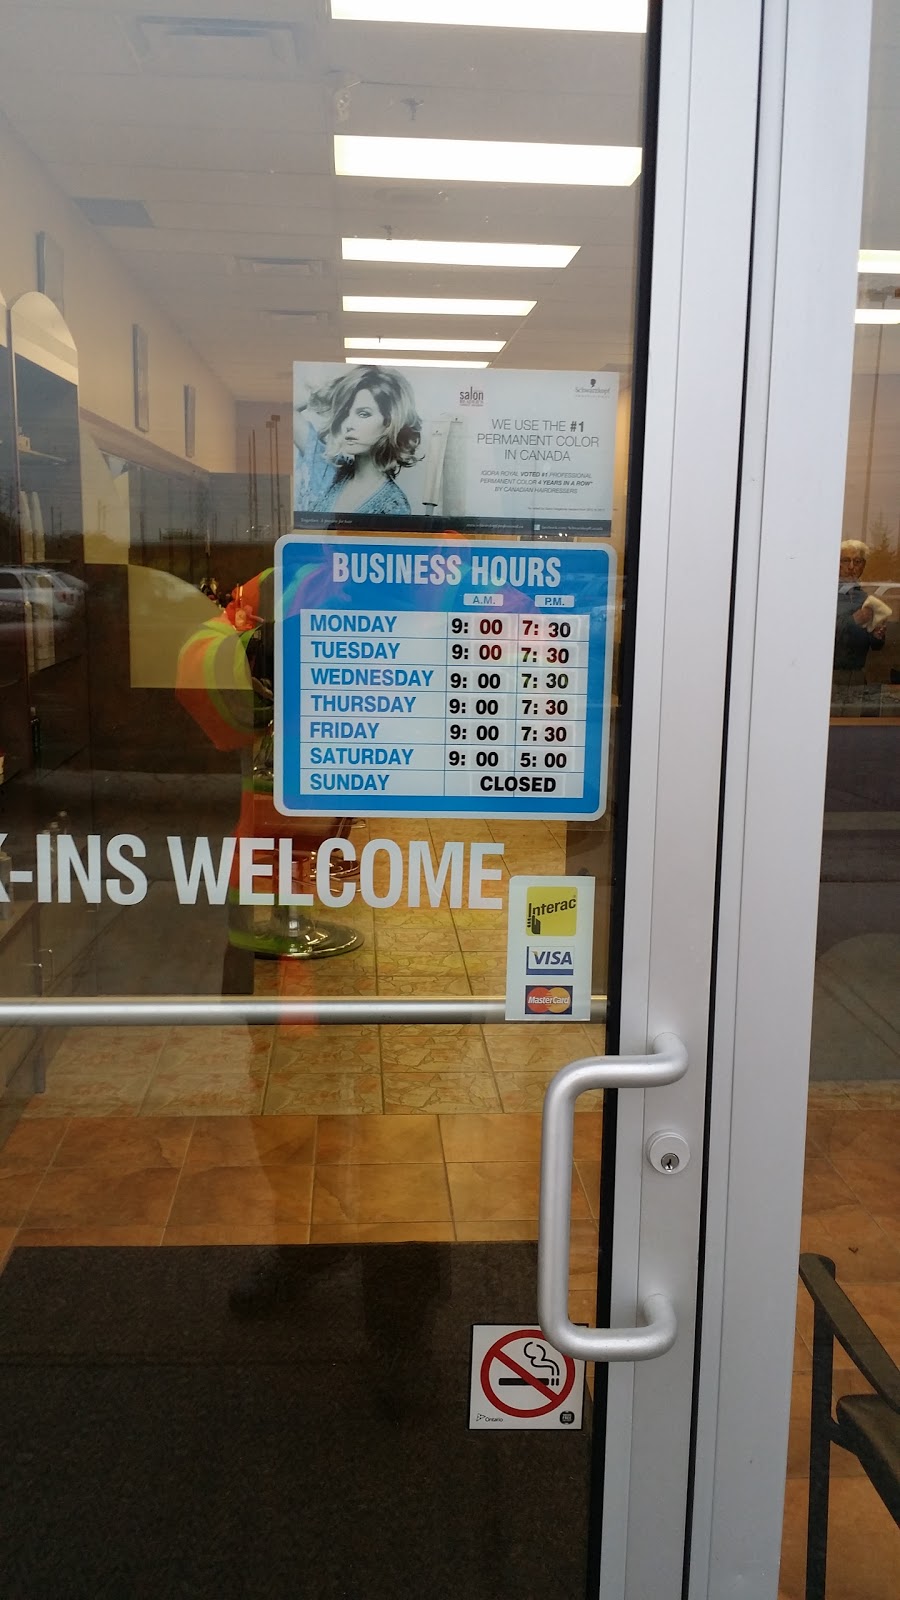 salon
Schwarzkopf
WE USE THE #1
PERMANENT COLOR
IN CANADA
IGORA ROYAL VOTED #1 PROFESSIONAL
PERMANENT COLOR 4 YEARS IN A ROW*
BY CANADIAN HAIRDRESSERS
BUSINESS HOURS
A.M. P.M.
MONDAY 9: 00 7: 30
TUESDAY 9: 00 7: 30
WEDNESDAY 9: 00 7: 30
THURSDAY 9: 00 7: 30
FRIDAY 9: 00 7: 30
SATURDAY 9: 00 5: 00
SUNDAY CLOSED
-INS WELCOME
Interac
VISA
MasterCard
Ontario